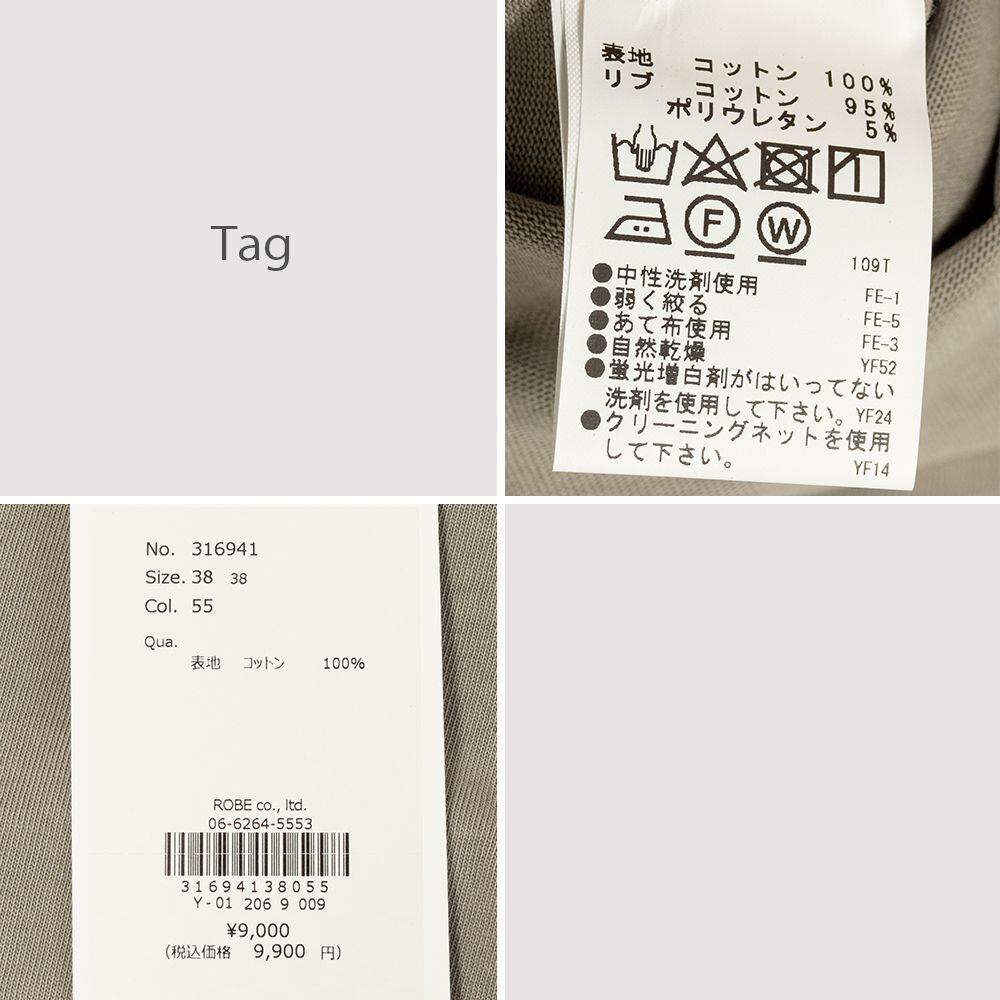 Tag
表地 コットン 100%
リブ コットン 95%
ポリウレタン 5%
F W
109T
●中性洗剤使用 FE-1
●弱く絞る FE-5
●あて布使用 FE-3
●自然乾燥 YF52
●蛍光増白剤がはいってない
洗剤を使用して下さい。 YF24
●クリーニングネットを使用
して下さい。 YF14
No. 316941
Size. 38 38
Col. 55
Qua.
表地 コットン 100%
ROBE co., ltd.
06-6264-5553
31694138055
Y-01 206 9 009
¥9,000
(税込価格 9,900 円)